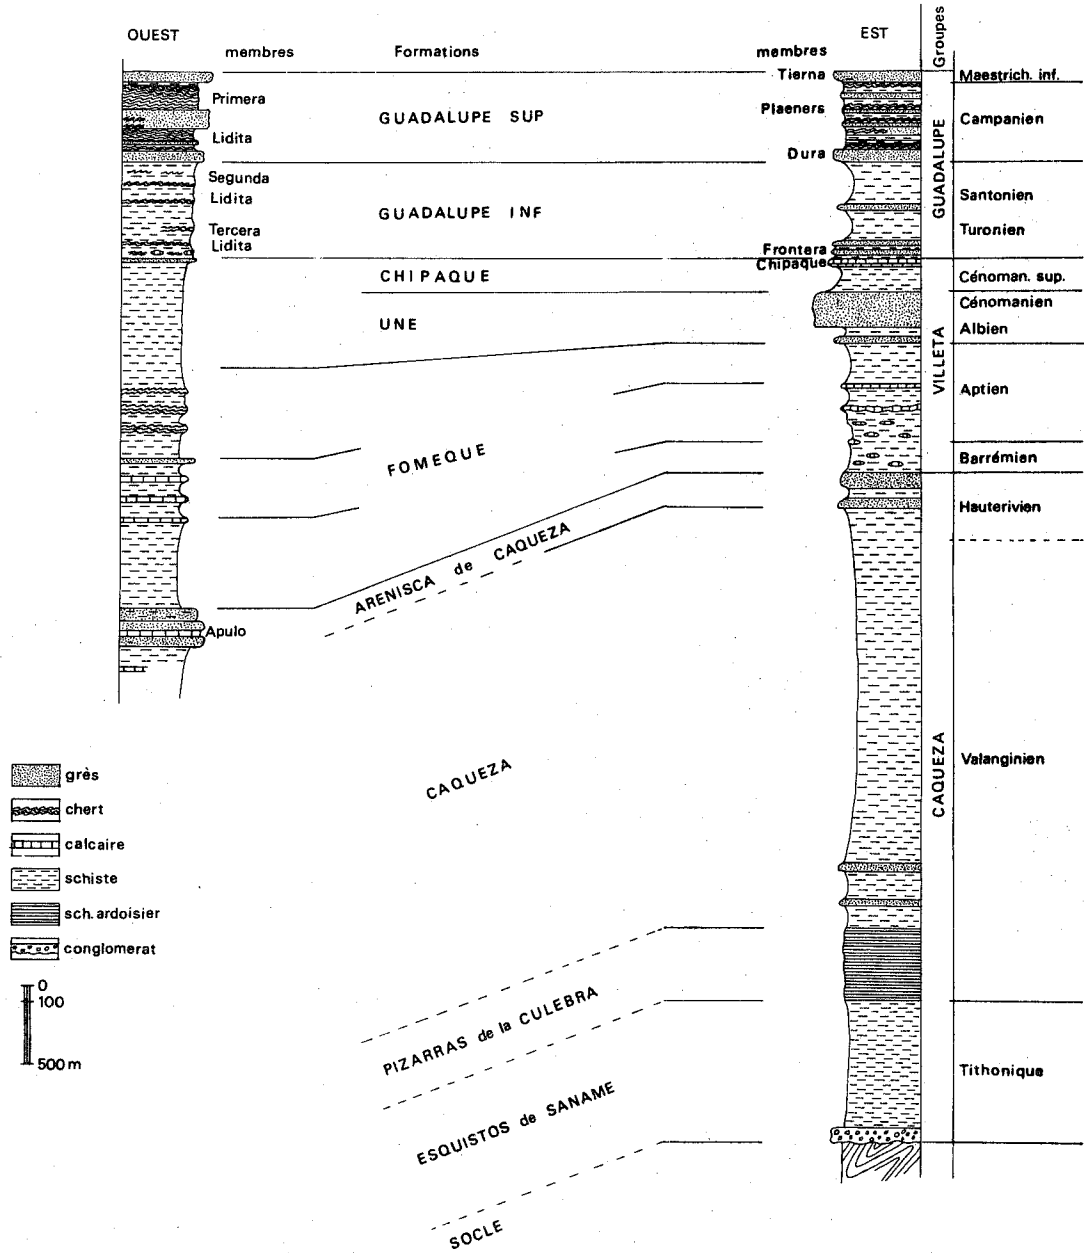 OUEST
EST
Groupes
membres
Formations
membres
Tierna
Maestrich. inf.
Primera
Plaeners
GUADALUPE SUP
Campanien
Lidita
Dura
GUADALUPE
Segunda
Lidita
Santonien
GUADALUPE INF
Tercera
Turonien
Lidita
Frontera
Chipaque
CHIPAQUE
Cénoman. sup.
Cénomanien
UNE
Albien
VILLETA
Aptien
FOMEQUE
Barrémien
Hauterivien
ARENISCA de CAQUEZA
Apulo
CAQUEZA
Valanginien
CAQUEZA
grès
chert
calcaire
schiste
sch. ardoisier
conglomerat
0
100
500 m
PIZARRAS de la CULEBRA
Tithonique
ESQUISTOS de SANAME
SOCLE